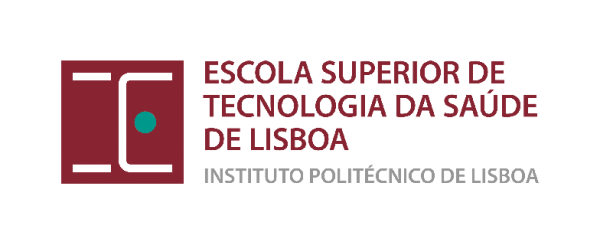 ESCOLA SUPERIOR DE
TECNOLOGIA DA SAÚDE
DE LISBOA
INSTITUTO POLITÉCNICO DE LISBOA